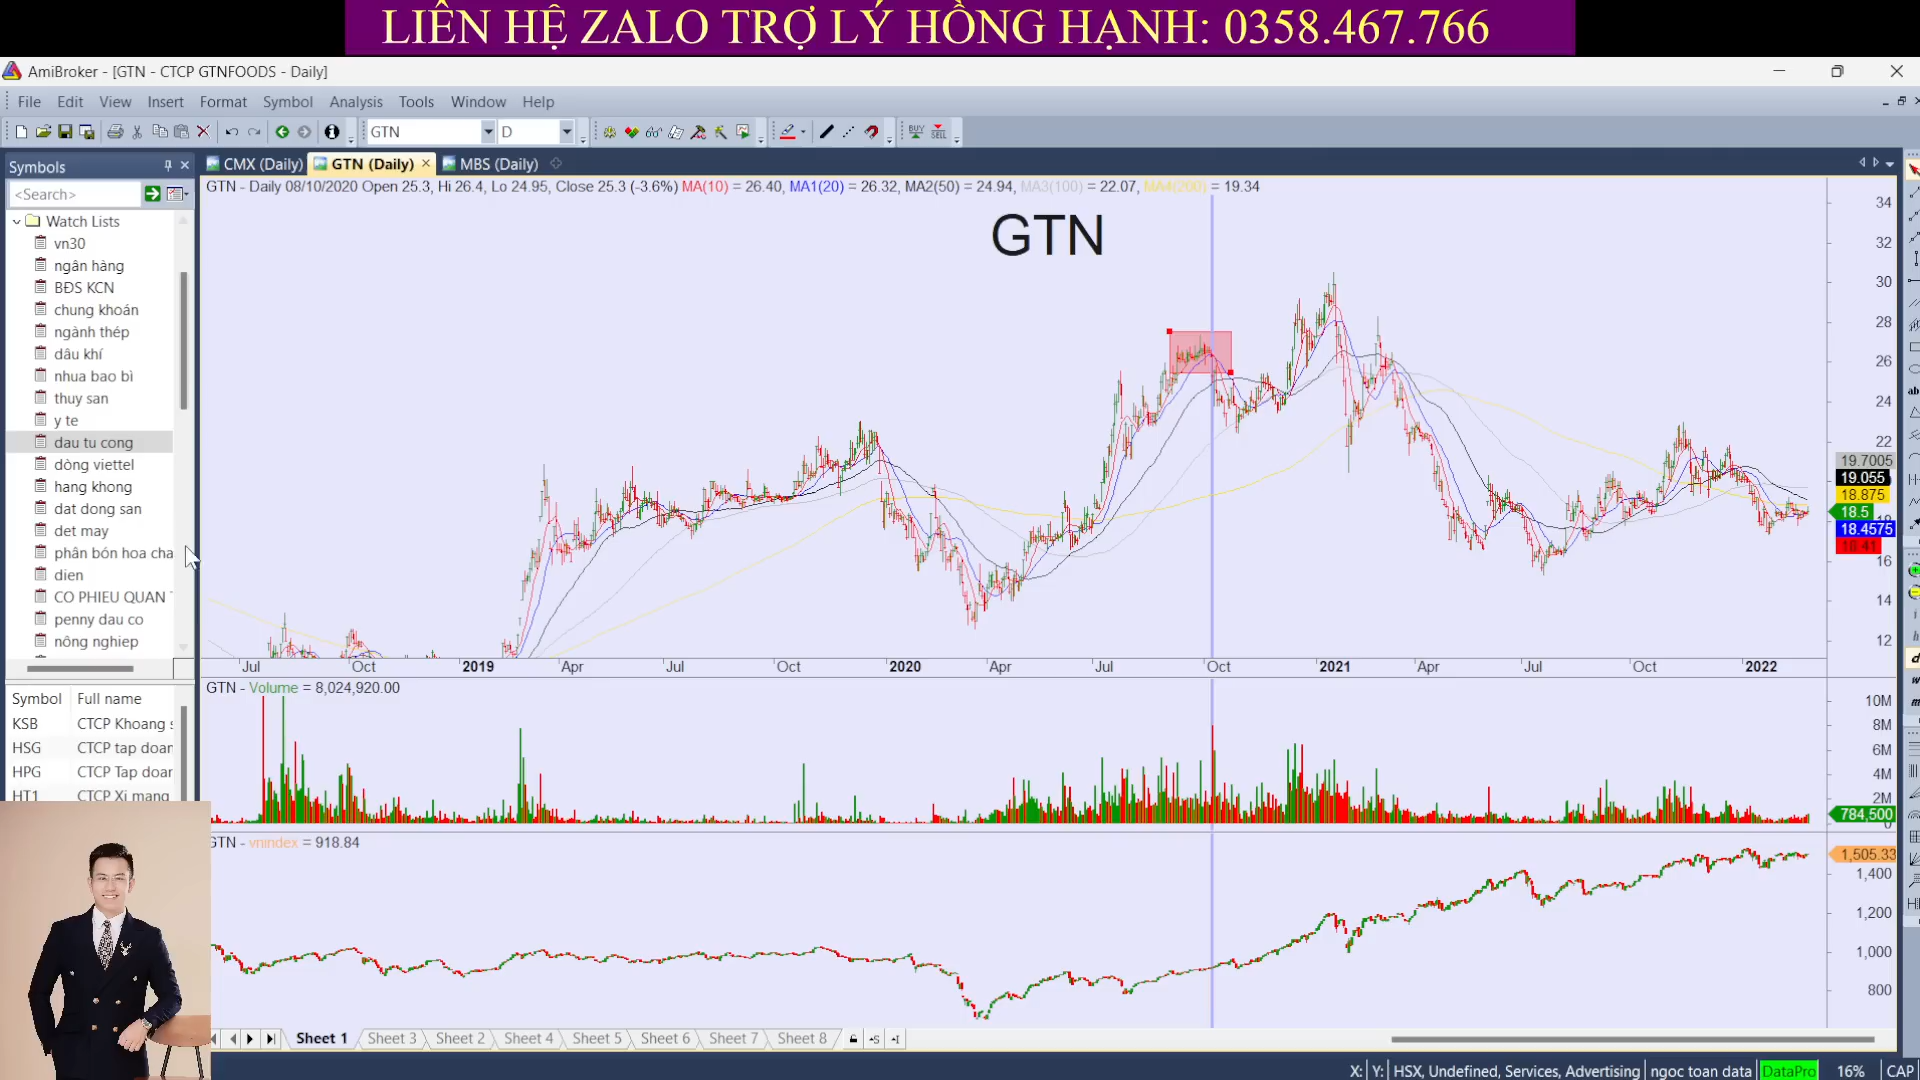 LIÊN HỆ ZALO TRỢ LÝ HỒNG HẠNH: 0358.467.766
AmiBroker - [GTN - CTCP GTNFOODS - Daily]
File Edit View Insert Format Symbol Analysis Tools Window Help
GTN D BUY SELL
Symbols
CMX (Daily) GTN (Daily) MBS (Daily)
<Search>
GTN - Daily 08/10/2020 Open 25.3, Hi 26.4, Lo 24.95, Close 25.3 (-3.6%) MA(10) = 26.40, MA1(20) = 26.32, MA2(50) = 24.94, MA3(100) = 22.07, MA4(200) = 19.34
GTN
Watch Lists
vn30
ngân hàng
BĐS KCN
chung khoán
ngành thép
dâu khí
nhua bao bì
thuy san
y te
dau tu cong
dòng viettel
hang khong
dat dong san
det may
phân bón hoa cha
dien
CO PHIEU QUAN
penny dau co
nông nghiep
34
32
30
28
26
24
22
19.7005
19.055
18.875
18.5
18.4575
18.41
16
14
12
Jul Oct 2019 Apr Jul Oct 2020 Apr Jul Oct 2021 Apr Jul Oct 2022
Symbol Full name
KSB CTCP Khoang s
HSG CTCP tap doan
HPG CTCP Tap doan
HT1 CTCP Xi mang
GTN - Volume = 8,024,920.00
10M
8M
6M
4M
2M
784,500
0
GTN - vnindex = 918.84
1,505.33
1,400
1,200
1,000
800
Sheet 1 Sheet 3 Sheet 2 Sheet 4 Sheet 5 Sheet 6 Sheet 7 Sheet 8
X: Y: HSX, Undefined, Services, Advertising ngoc toan data DataPro 16% CAP